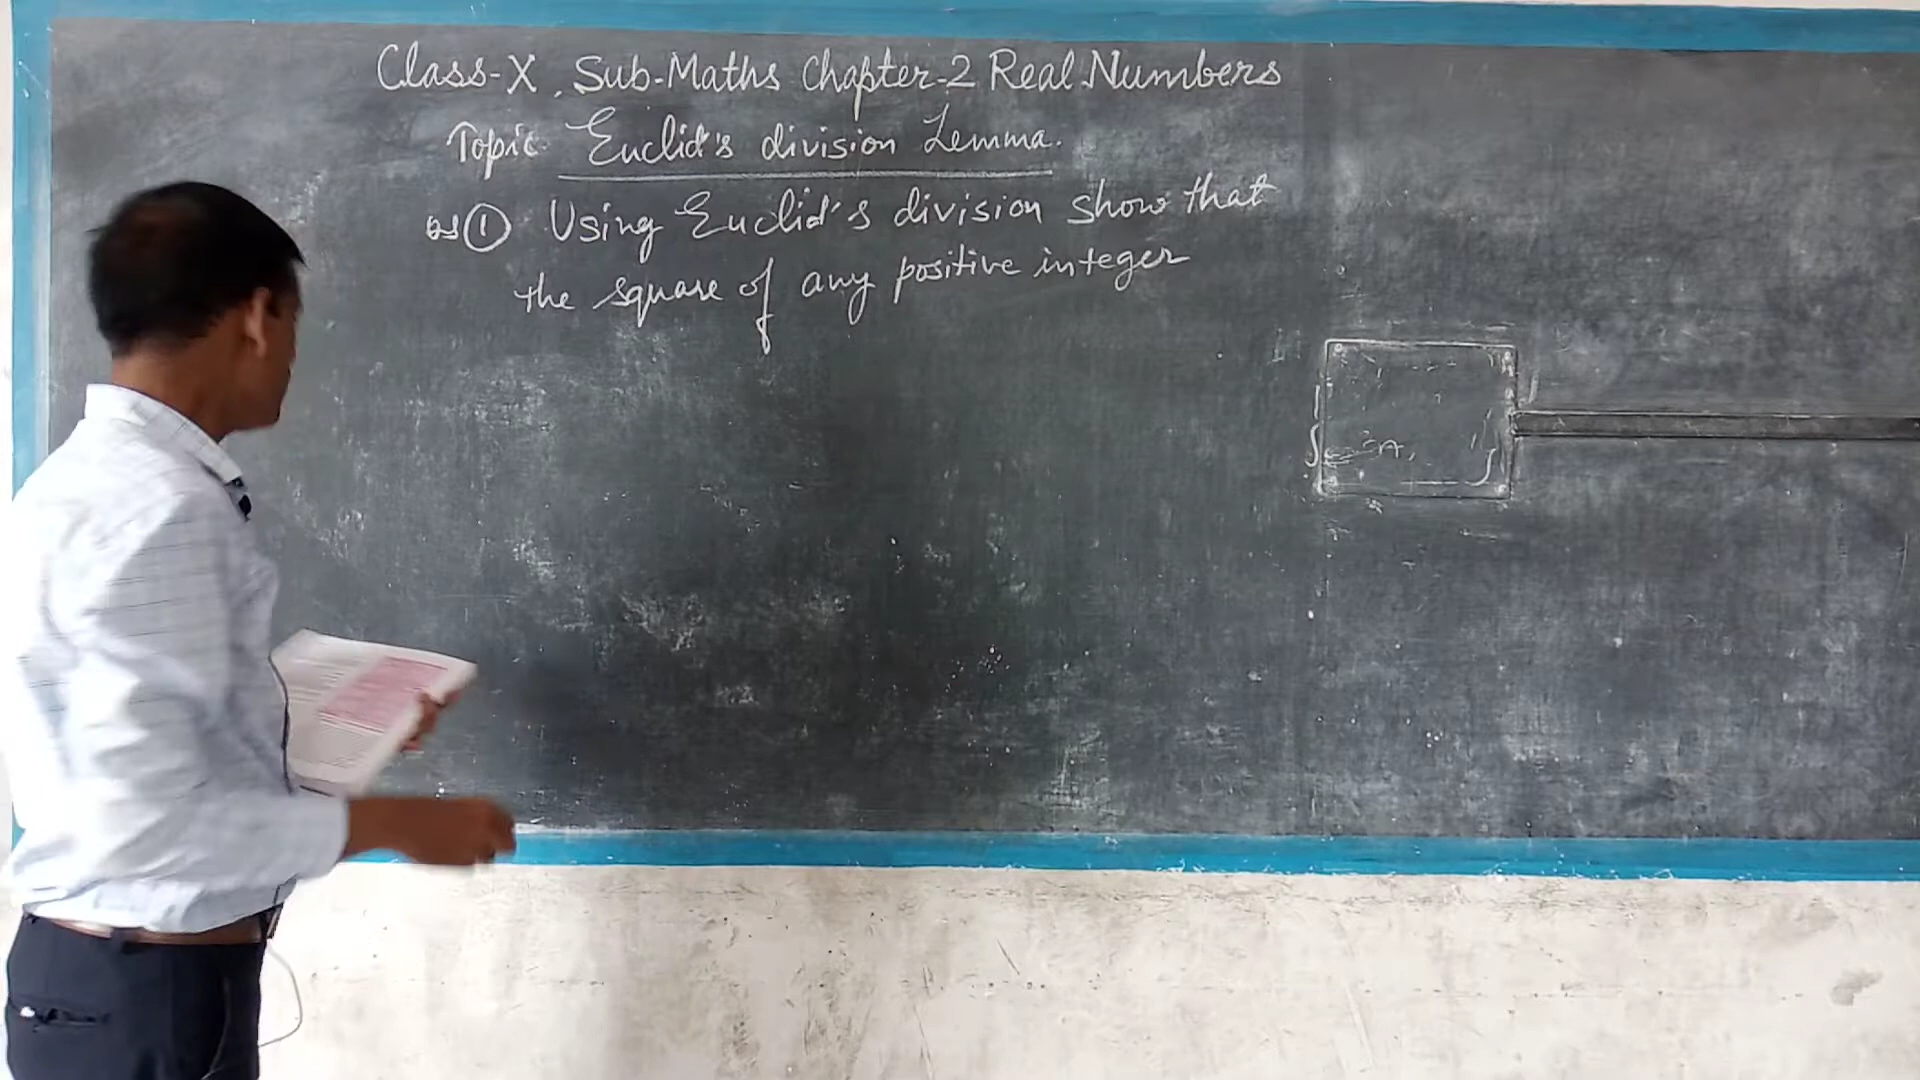 Class-X, Sub-Maths Chapter-2 Real Numbers
Topic- Euclid's division Lemma.
① Using Euclid's division show that
the square of any positive integer